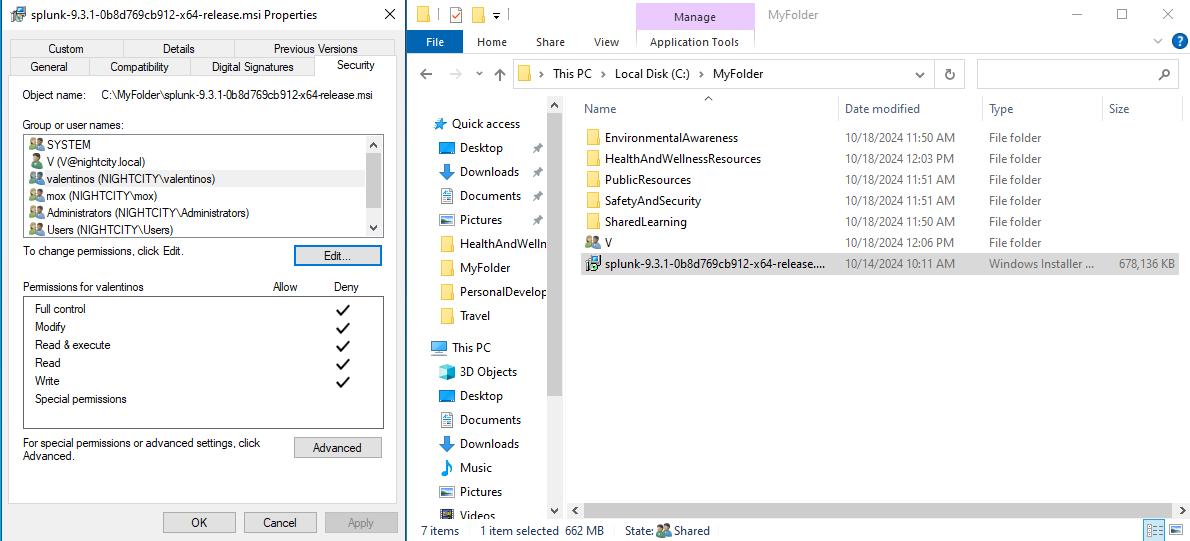 splunk-9.3.1-0b8d769cb912-x64-release.msi Properties
Custom
Details
Previous Versions
General
Compatibility
Digital Signatures
Security
Object name: C:\MyFolder\splunk-9.3.1-0b8d769cb912-x64-release.msi
Group or user names:
SYSTEM
V (V@nightcity.local)
valentinos (NIGHTCITY\valentinos)
mox (NIGHTCITY\mox)
Administrators (NIGHTCITY\Administrators)
Users (NIGHTCITY\Users)
To change permissions, click Edit.
Edit...
Permissions for valentinos Allow Deny
Full control
Modify
Read & execute
Read
Write
Special permissions
For special permissions or advanced settings, click
Advanced.
Advanced
OK
Cancel
Apply
Manage
MyFolder
File
Home
Share
View
Application Tools
This PC
Local Disk (C:)
MyFolder
Quick access
Desktop
Downloads
Documents
Pictures
HealthAndWelln
MyFolder
PersonalDevelop
Travel
This PC
3D Objects
Desktop
Documents
Downloads
Music
Pictures
Videos
Name Date modified Type Size
EnvironmentalAwareness 10/18/2024 11:50 AM File folder
HealthAndWellnessResources 10/18/2024 12:03 PM File folder
PublicResources 10/18/2024 11:51 AM File folder
SafetyAndSecurity 10/18/2024 11:51 AM File folder
SharedLearning 10/18/2024 11:50 AM File folder
V 10/18/2024 12:06 PM File folder
splunk-9.3.1-0b8d769cb912-x64-release.... 10/14/2024 10:11 AM Windows Installer ... 678,136 KB
7 items 1 item selected 662 MB State: Shared